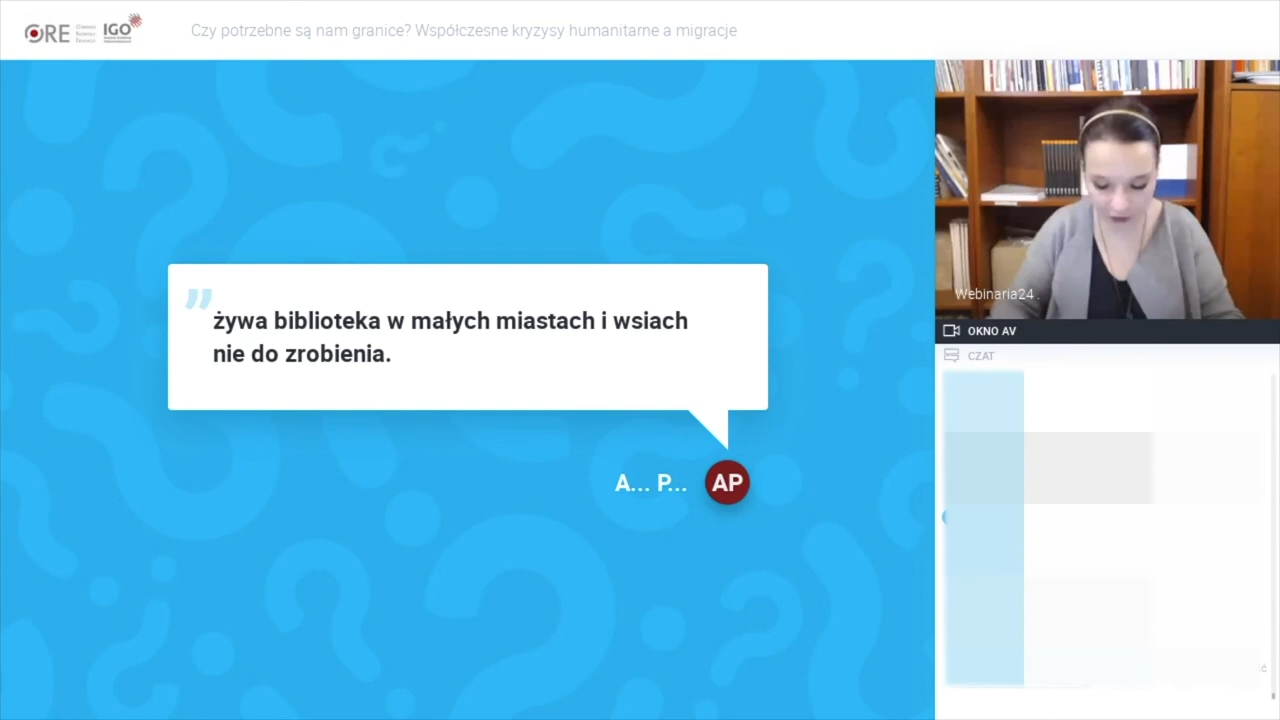 ORE
IGO
Czy potrzebne są nam granice? Współczesne kryzysy humanitarne a migracje
żywa biblioteka w małych miastach i wsiach
nie do zrobienia.
A... P...
AP
Webinaria24 .
OKNO AV
CZAT